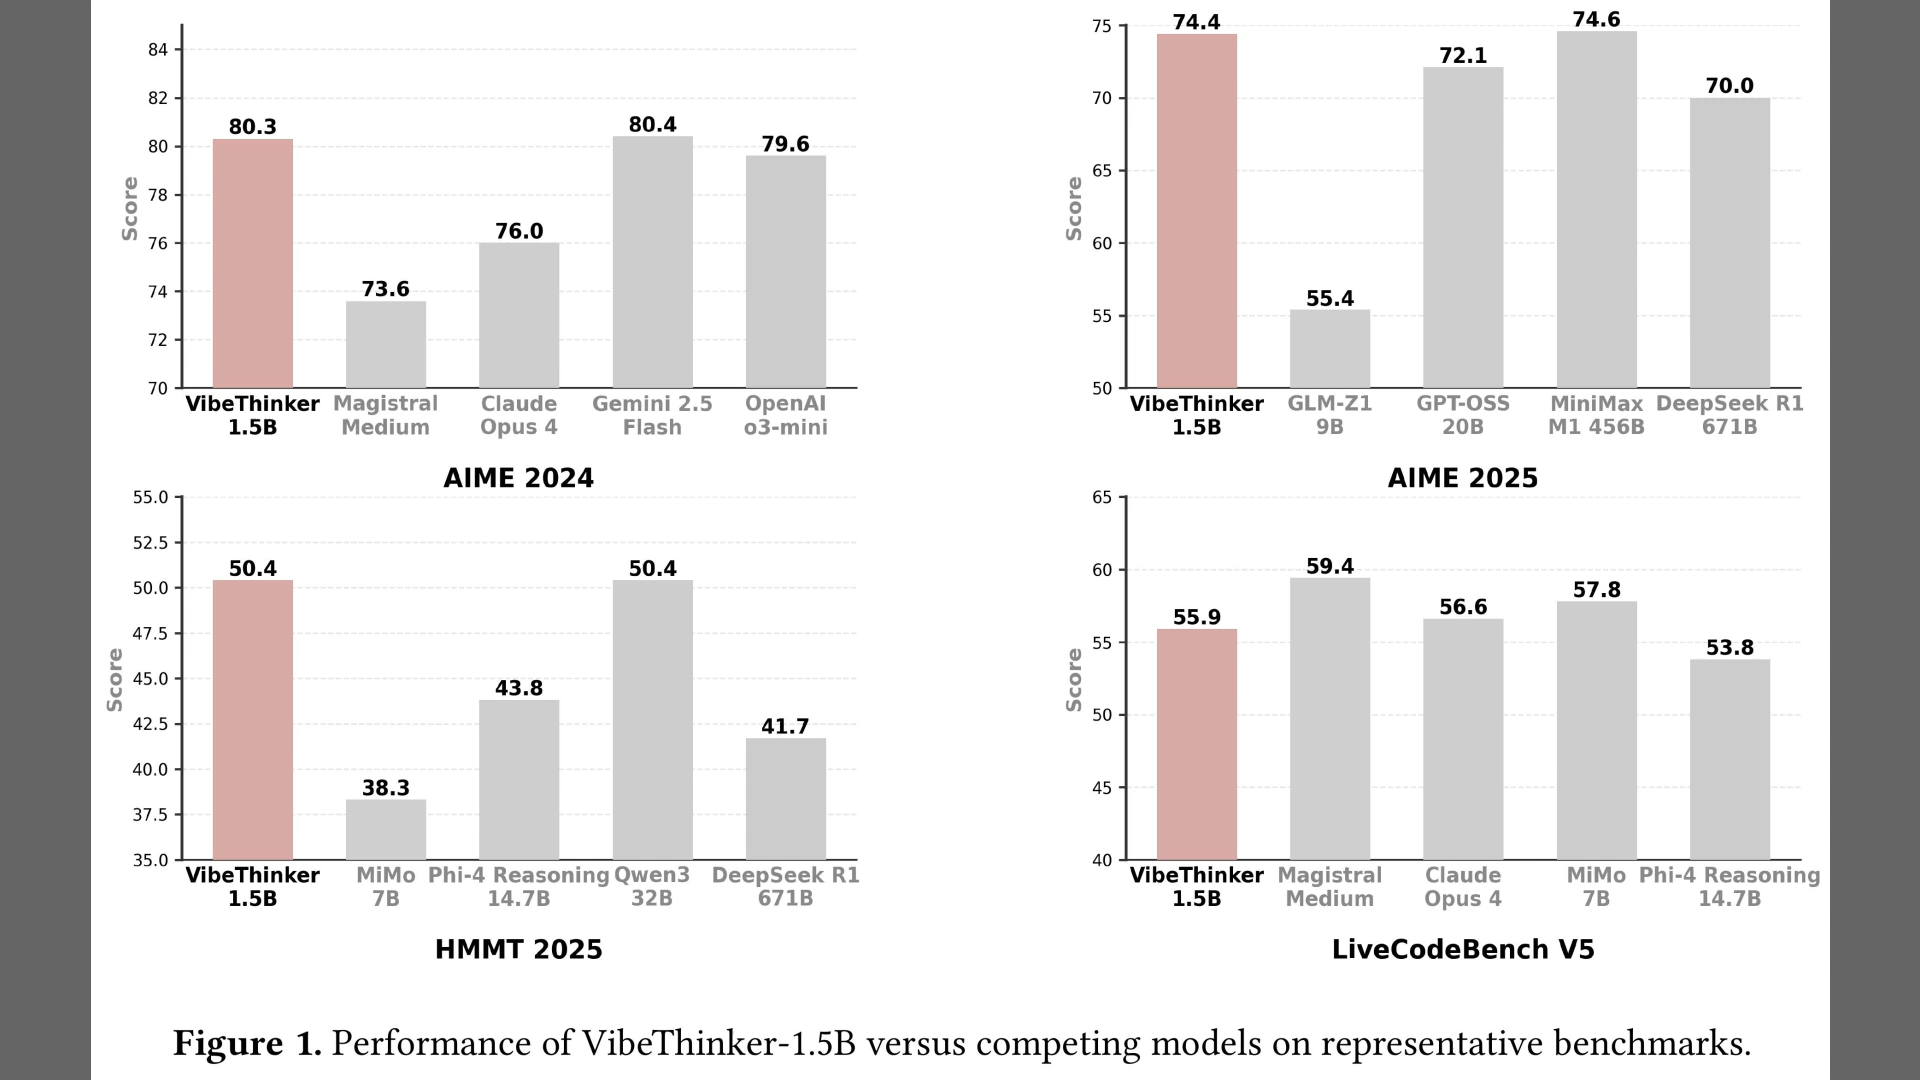 84
82
80
78
76
74
72
70
Score
80.3
73.6
76.0
80.4
79.6
VibeThinker 1.5B
Magistral Medium
Claude Opus 4
Gemini 2.5 Flash
OpenAI o3-mini
AIME 2024
75
70
65
60
55
50
Score
74.4
55.4
72.1
74.6
70.0
VibeThinker 1.5B
GLM-Z1 9B
GPT-OSS 20B
MiniMax M1 456B
DeepSeek R1 671B
AIME 2025
55.0
52.5
50.0
47.5
45.0
42.5
40.0
37.5
35.0
Score
50.4
38.3
43.8
50.4
41.7
VibeThinker 1.5B
MiMo 7B
Phi-4 Reasoning 14.7B
Qwen3 32B
DeepSeek R1 671B
HMMT 2025
65
60
55
50
45
40
Score
55.9
59.4
56.6
57.8
53.8
VibeThinker 1.5B
Magistral Medium
Claude Opus 4
MiMo 7B
Phi-4 Reasoning 14.7B
LiveCodeBench V5
Figure 1. Performance of VibeThinker-1.5B versus competing models on representative benchmarks.